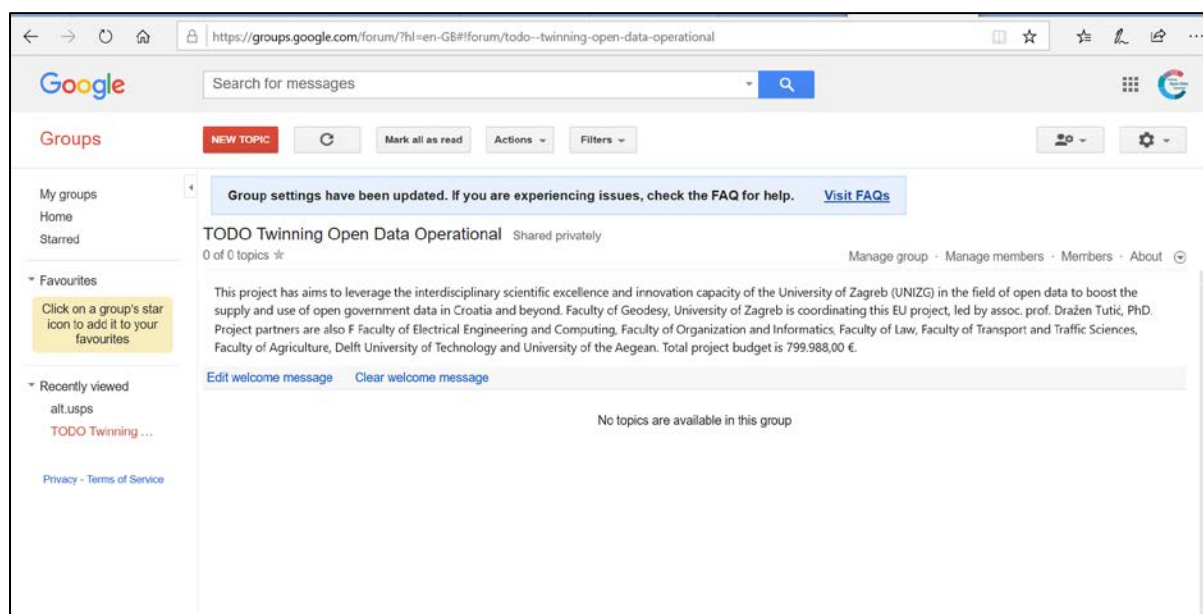 https://groups.google.com/forum/?hl=en-GB#!forum/todo--twinning-open-data-operational
Google
Search for messages
Groups
NEW TOPIC
Mark all as read
Actions
Filters
My groups
Home
Starred
Favourites
Click on a group's star
icon to add it to your
favourites
Recently viewed
alt.usps
TODO Twinning ...
Privacy - Terms of Service
Group settings have been updated. If you are experiencing issues, check the FAQ for help. Visit FAQs
TODO Twinning Open Data Operational Shared privately
0 of 0 topics
Manage group · Manage members · Members · About
This project has aims to leverage the interdisciplinary scientific excellence and innovation capacity of the University of Zagreb (UNIZG) in the field of open data to boost the
supply and use of open government data in Croatia and beyond. Faculty of Geodesy, University of Zagreb is coordinating this EU project, led by assoc. prof. Dražen Tutić, PhD.
Project partners are also F Faculty of Electrical Engineering and Computing, Faculty of Organization and Informatics, Faculty of Law, Faculty of Transport and Traffic Sciences,
Faculty of Agriculture, Delft University of Technology and University of the Aegean. Total project budget is 799.988,00 €.
Edit welcome message Clear welcome message
No topics are available in this group